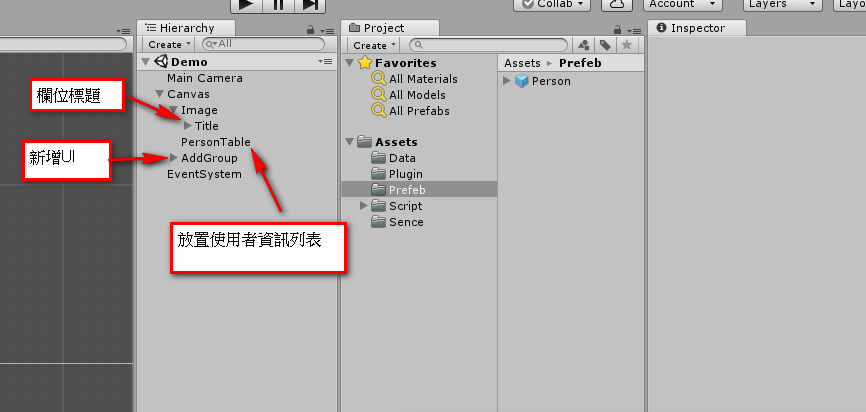 Collab
Account
Layers
Layo
Hierarchy
Project
Inspector
Create
All
Create
Demo
Main Camera
Canvas
Image
Title
PersonTable
AddGroup
EventSystem
欄位標題
新增UI
放置使用者資訊列表
Favorites
All Materials
All Models
All Prefabs
Assets
Data
Plugin
Prefeb
Script
Sence
Assets ▸ Prefeb
Person